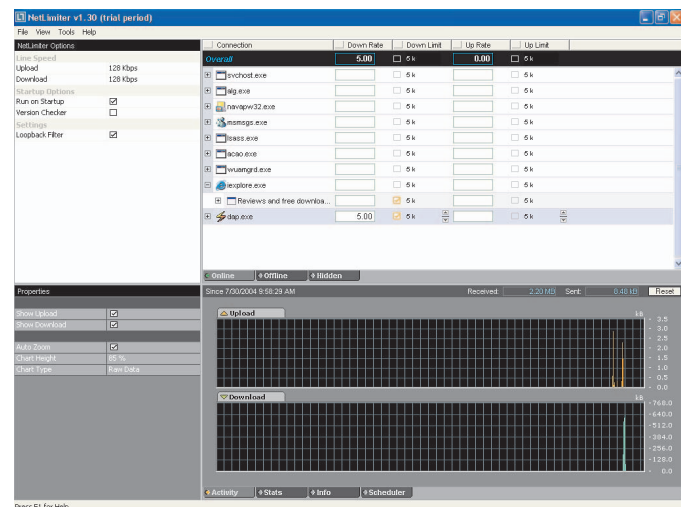 NetLimiter v1.30 (trial period)
File View Tools Help
NetLimiter Options
Line Speed
Upload 128 Kbps
Download 128 Kbps
Startup Options
Run on Startup
Version Checker
Settings
Loopback Filter
Connection Down Rate Down Limit Up Rate Up Limit
Overall 5.00 5 k 0.00 5 k
svchost.exe 5 k 5 k
alg.exe 5 k 5 k
navapw32.exe 5 k 5 k
msmsgs.exe 5 k 5 k
lsass.exe 5 k 5 k
acao.exe 5 k 5 k
wuamgrd.exe 5 k 5 k
iexplore.exe 5 k 5 k
Reviews and free downloa... 5 k 5 k
dap.exe 5.00 5 k 5 k
Online Offline Hidden
Properties
Show Upload
Show Download
Auto Zoom
Chart Height 85 %
Chart Type Raw Data
Since 7/30/2004 9:58:29 AM Received: 2.20 MB Sent: 0.48 kB Reset
Upload kB
3.5
3.0
2.5
2.0
1.5
1.0
0.5
0.0
Download kB
768.0
640.0
512.0
384.0
256.0
128.0
0.0
Activity Stats Info Scheduler
Press F1 for Help